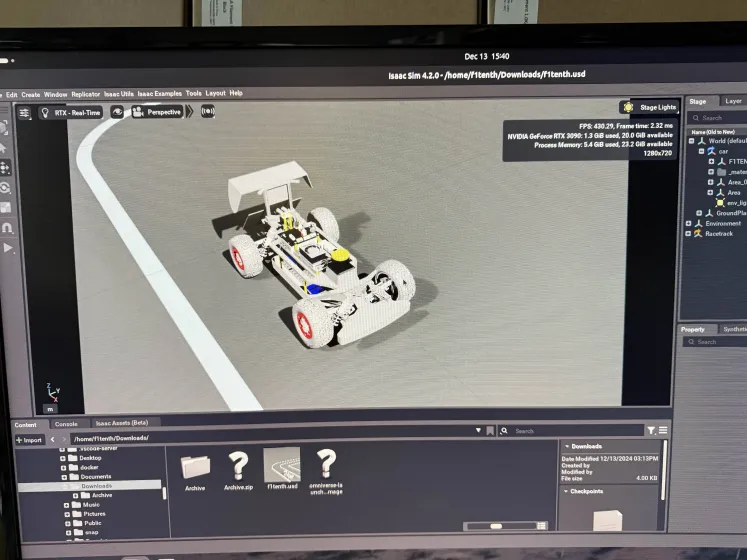 Dec 13 15:40
Isaac Sim 4.2.0 - /home/f1tenth/Downloads/f1tenth.usd
Edit Create Window Replicator Isaac Utils Isaac Examples Tools Layout Help
RTX - Real-Time
Perspective
Stage Lights
FPS: 430.29, Frame time: 2.32 ms
NVIDIA GeForce RTX 3090: 1.3 GiB used, 20.0 GiB available
Process Memory: 5.4 GiB used, 23.2 GiB available
1280x720
Stage Layer
Search
Name (Old to New)
World (defau
car
F1TEN
_mate
Area_0
Area
env_lig
GroundPla
Environment
Racetrack
Property Synthetic
Search
Z
Y
X
m
Content Console Isaac Assets (Beta)
Import
/home/f1tenth/Downloads/
Search
.vscode-server
Desktop
docker
Documents
Downloads
Archive
Music
Pictures
Public
snap
Archive
Archive.zip
f1tenth.usd
omniverse-la
unch...mage
Downloads
Date Modified 12/13/2024 03:13PM
Created by
Modified by
File size 4.00 KB
Checkpoints